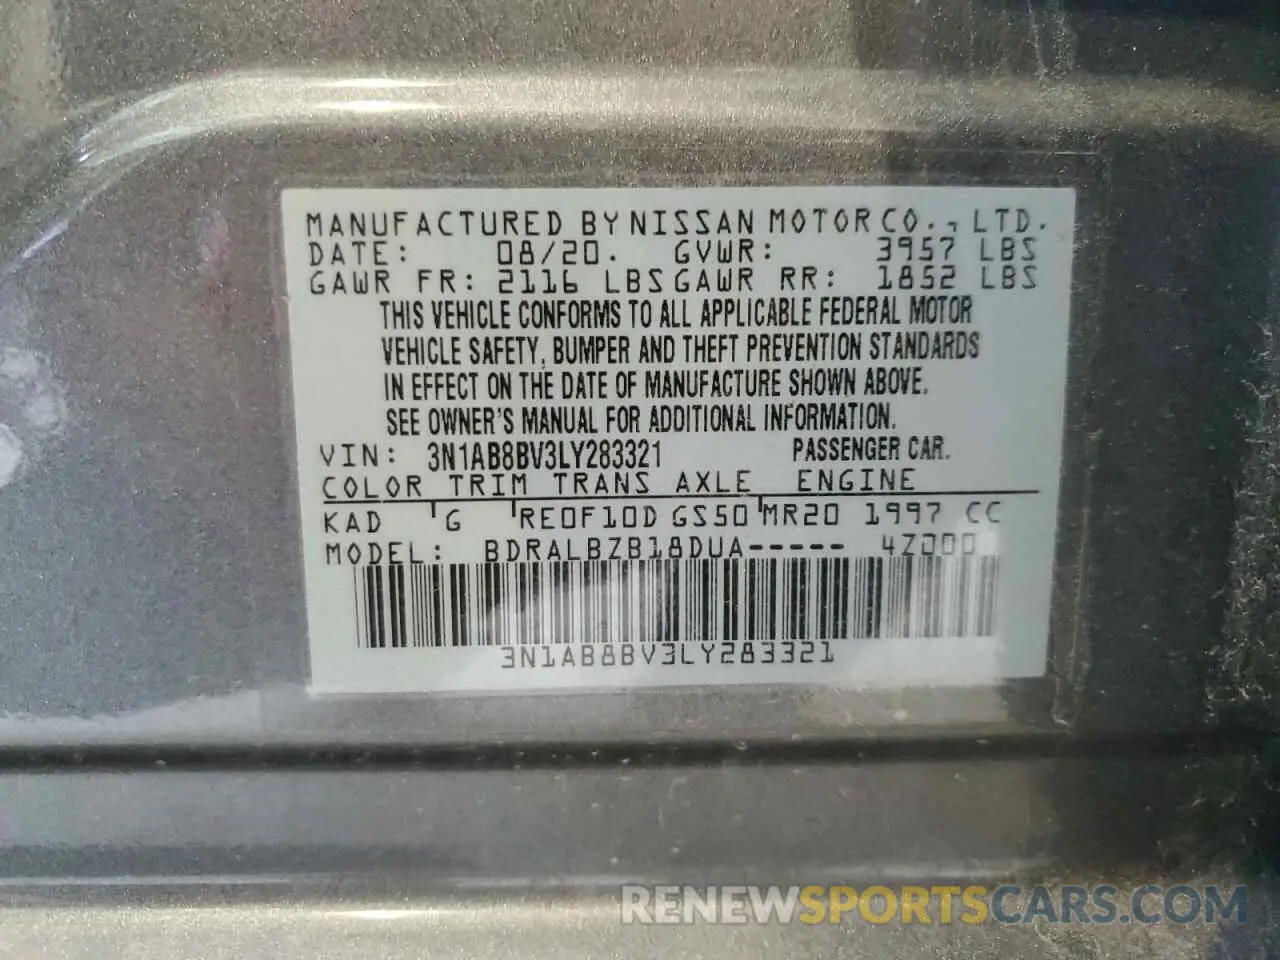 MANUFACTURED BY NISSAN MOTOR CO., LTD.
DATE: 08/20. GVWR: 3957 LBS
GAWR FR: 2116 LBS GAWR RR: 1852 LBS
THIS VEHICLE CONFORMS TO ALL APPLICABLE FEDERAL MOTOR
VEHICLE SAFETY, BUMPER AND THEFT PREVENTION STANDARDS
IN EFFECT ON THE DATE OF MANUFACTURE SHOWN ABOVE.
SEE OWNER'S MANUAL FOR ADDITIONAL INFORMATION.
VIN: 3N1AB8BV3LY283321 PASSENGER CAR.
COLOR TRIM TRANS AXLE ENGINE
KAD G RE0F10D GS50 MR20 1997 CC
MODEL: BDRALBZB18DUA----- 4Z000
3N1AB8BV3LY283321
RENEWSPORTSCARS.COM